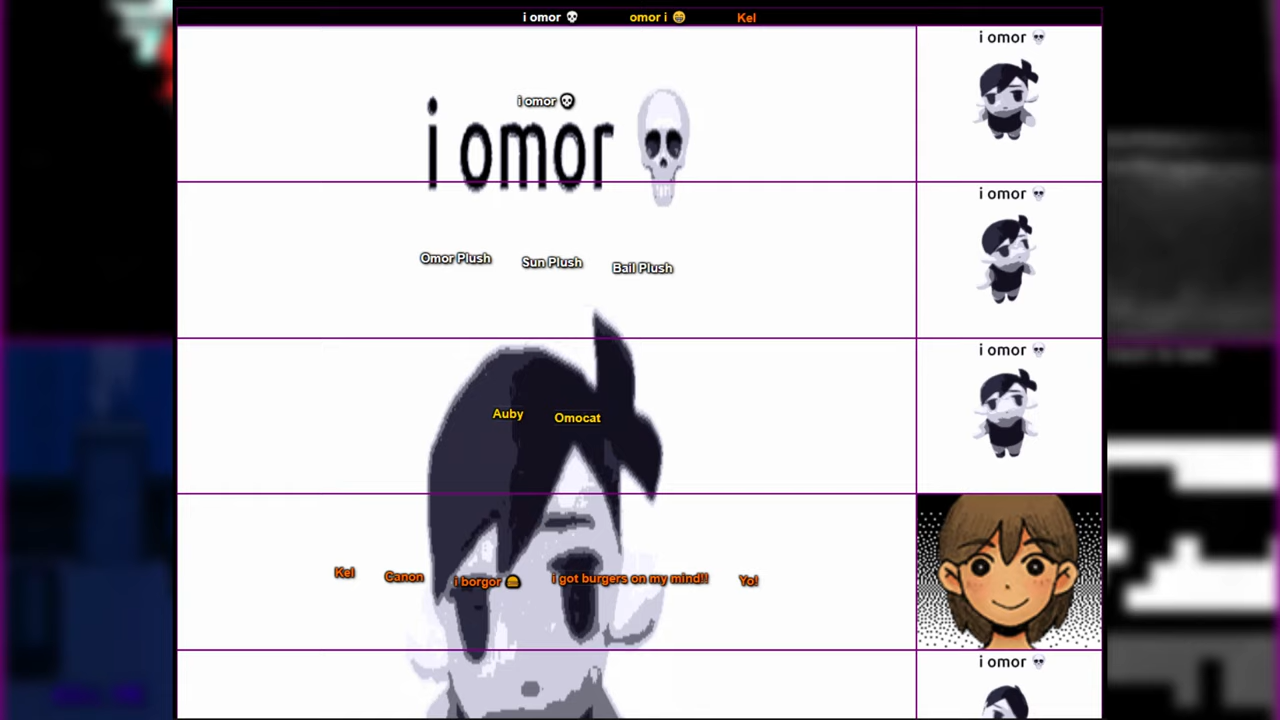 i omor 💀 omor i 😁 Kel
i omor 💀
i omor 💀
i omor 💀
i omor 💀
Omor Plush Sun Plush Bail Plush
i omor 💀
Auby Omocat
Kel Canon i borgor 🍔 i got burgers on my mind!! Yo!
i omor 💀